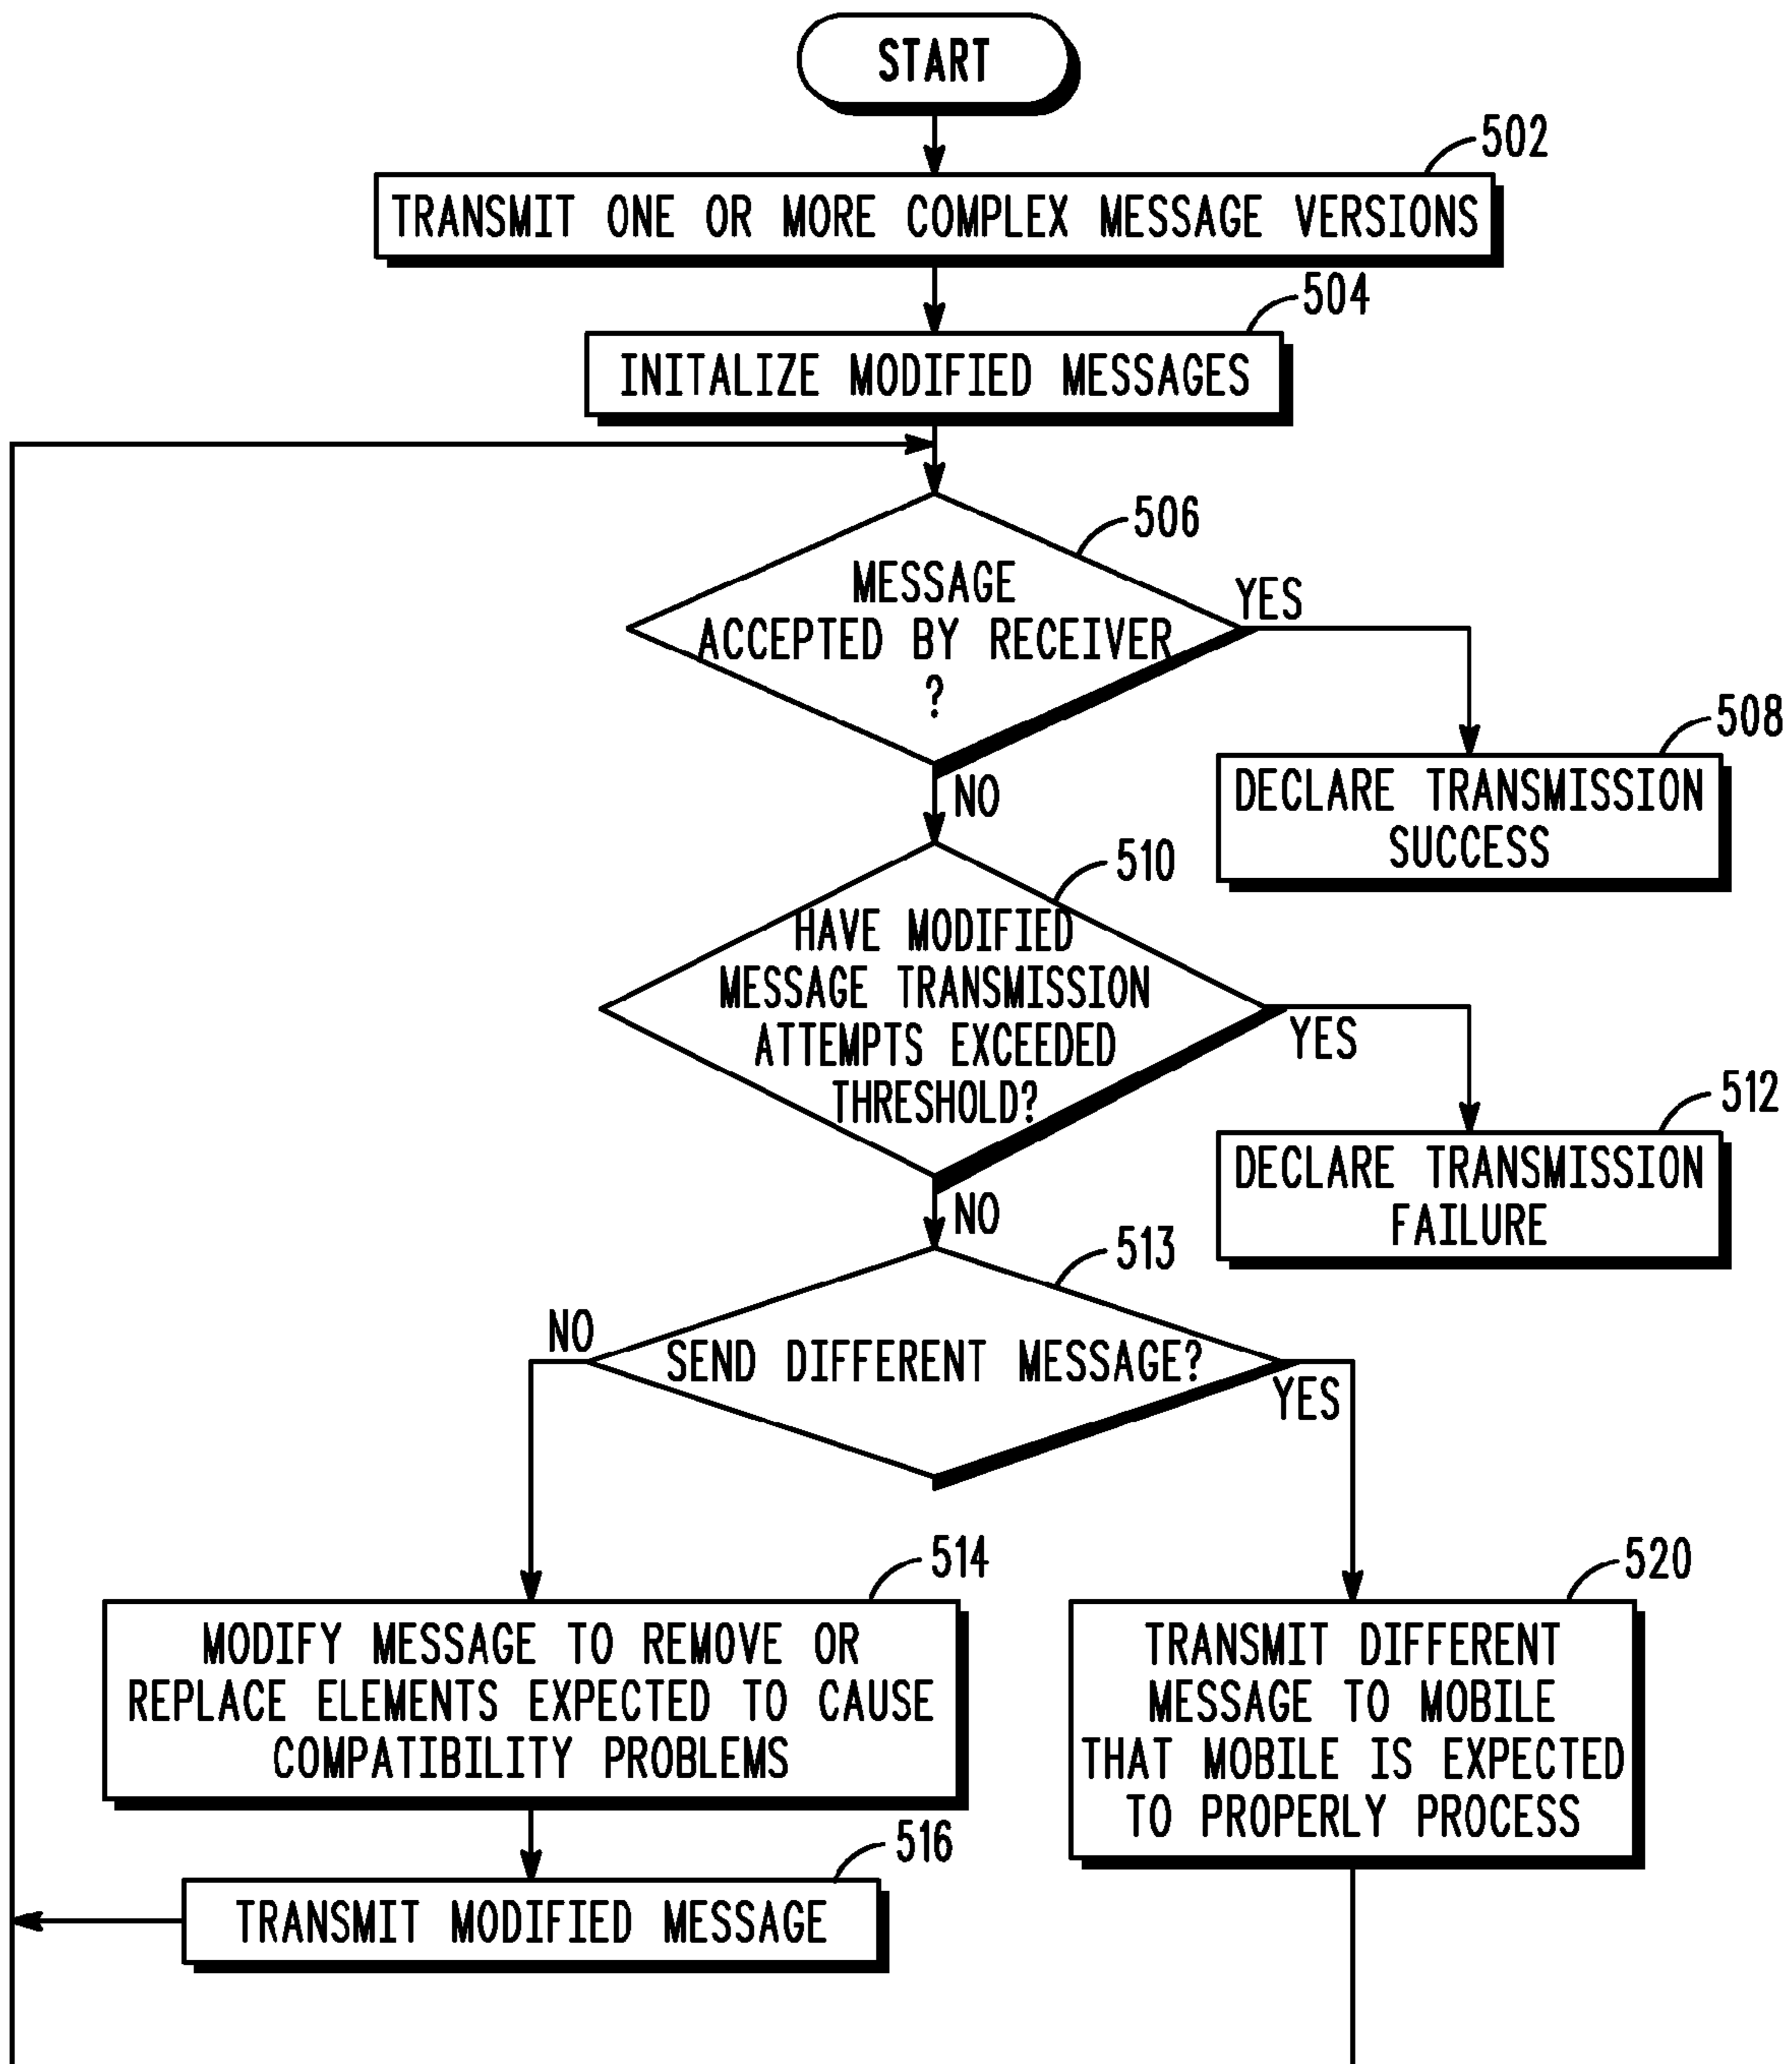 START
502
TRANSMIT ONE OR MORE COMPLEX MESSAGE VERSIONS
504
INITALIZE MODIFIED MESSAGES
506
MESSAGE
ACCEPTED BY RECEIVER
?
YES
NO
508
DECLARE TRANSMISSION
SUCCESS
510
HAVE MODIFIED
MESSAGE TRANSMISSION
ATTEMPTS EXCEEDED
THRESHOLD?
YES
NO
512
DECLARE TRANSMISSION
FAILURE
513
SEND DIFFERENT MESSAGE?
NO
YES
514
MODIFY MESSAGE TO REMOVE OR
REPLACE ELEMENTS EXPECTED TO CAUSE
COMPATIBILITY PROBLEMS
520
TRANSMIT DIFFERENT
MESSAGE TO MOBILE
THAT MOBILE IS EXPECTED
TO PROPERLY PROCESS
516
TRANSMIT MODIFIED MESSAGE